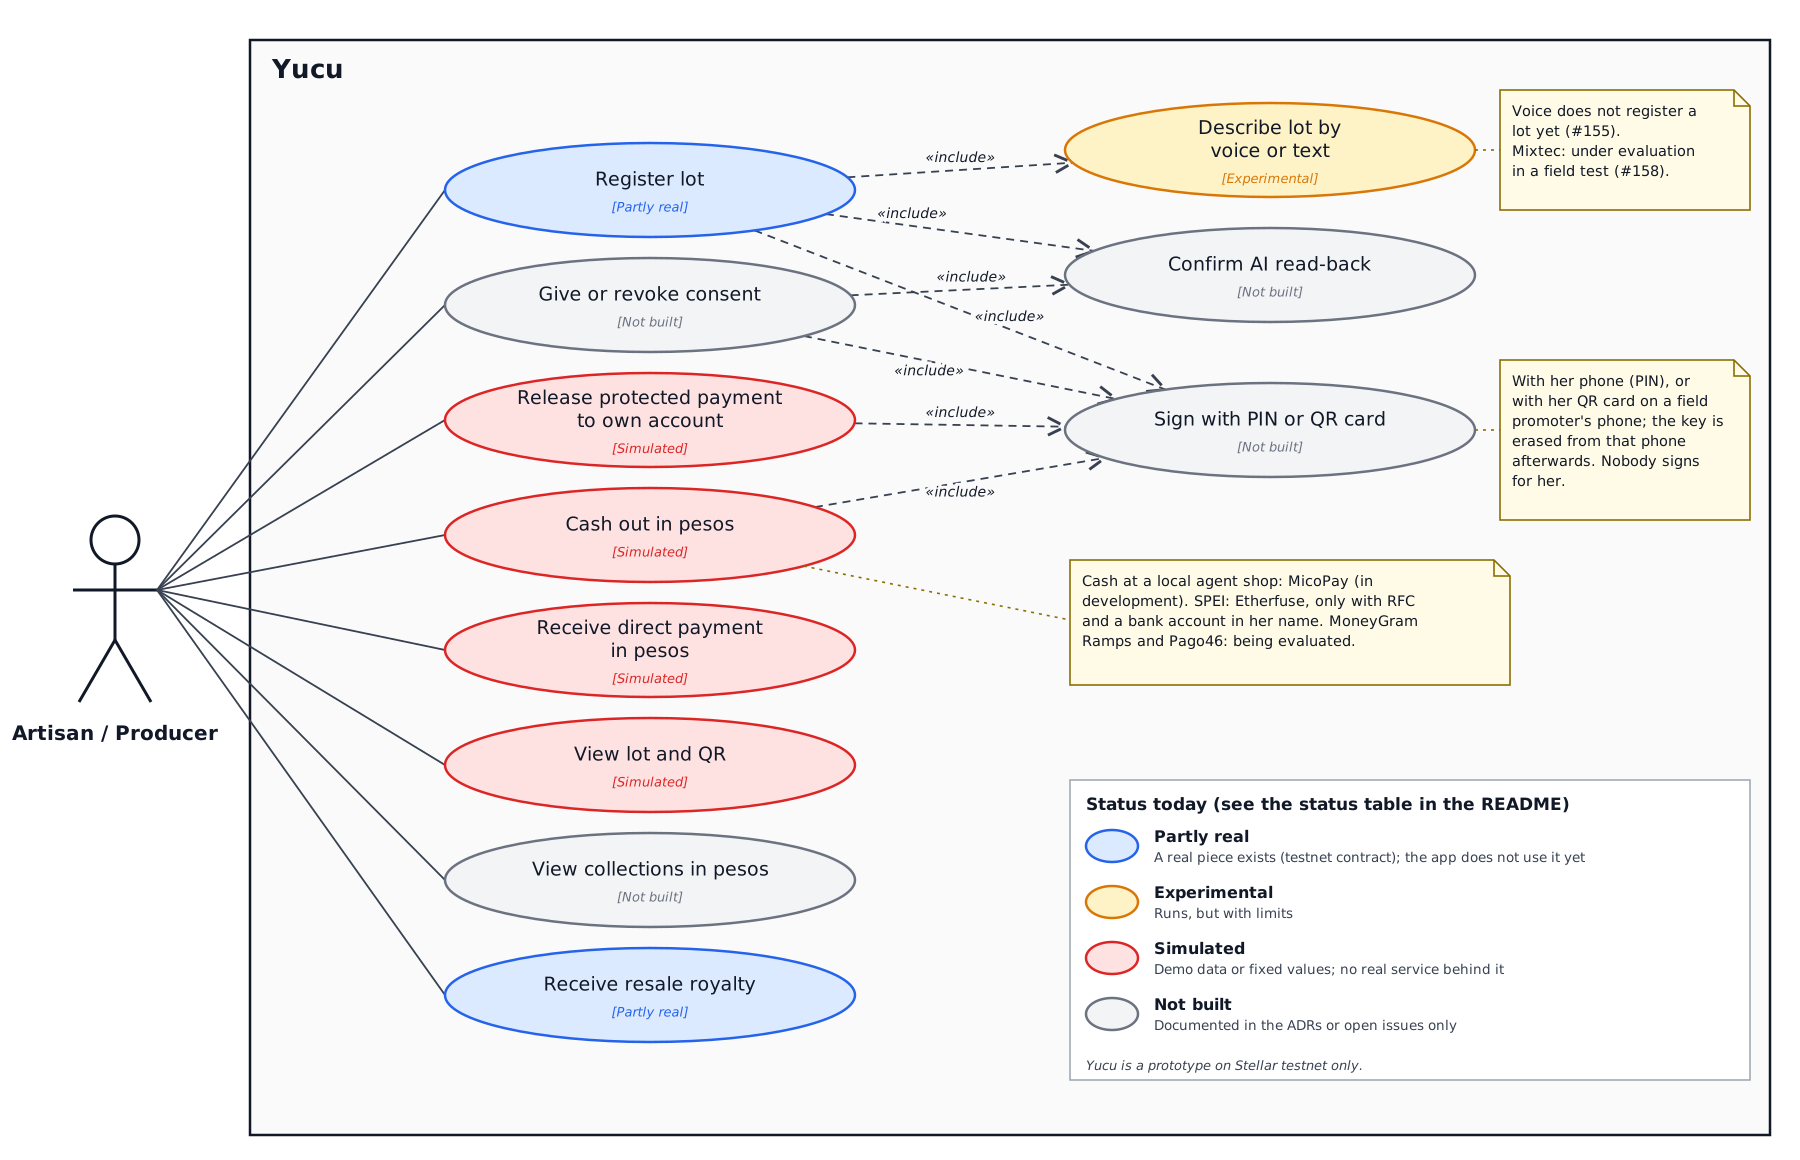 Yucu
Register lot
[Partly real]
Give or revoke consent
[Not built]
Release protected payment
to own account
[Simulated]
Cash out in pesos
[Simulated]
Receive direct payment
in pesos
[Simulated]
View lot and QR
[Simulated]
View collections in pesos
[Not built]
Receive resale royalty
[Partly real]
Artisan / Producer
«include»
«include»
«include»
«include»
«include»
«include»
«include»
Describe lot by
voice or text
[Experimental]
Confirm AI read-back
[Not built]
Sign with PIN or QR card
[Not built]
Voice does not register a
lot yet (#155).
Mixtec: under evaluation
in a field test (#158).
With her phone (PIN), or
with her QR card on a field
promoter's phone; the key is
erased from that phone
afterwards. Nobody signs
for her.
Cash at a local agent shop: MicoPay (in
development). SPEI: Etherfuse, only with RFC
and a bank account in her name. MoneyGram
Ramps and Pago46: being evaluated.
Status today (see the status table in the README)
Partly real
A real piece exists (testnet contract); the app does not use it yet
Experimental
Runs, but with limits
Simulated
Demo data or fixed values; no real service behind it
Not built
Documented in the ADRs or open issues only
Yucu is a prototype on Stellar testnet only.